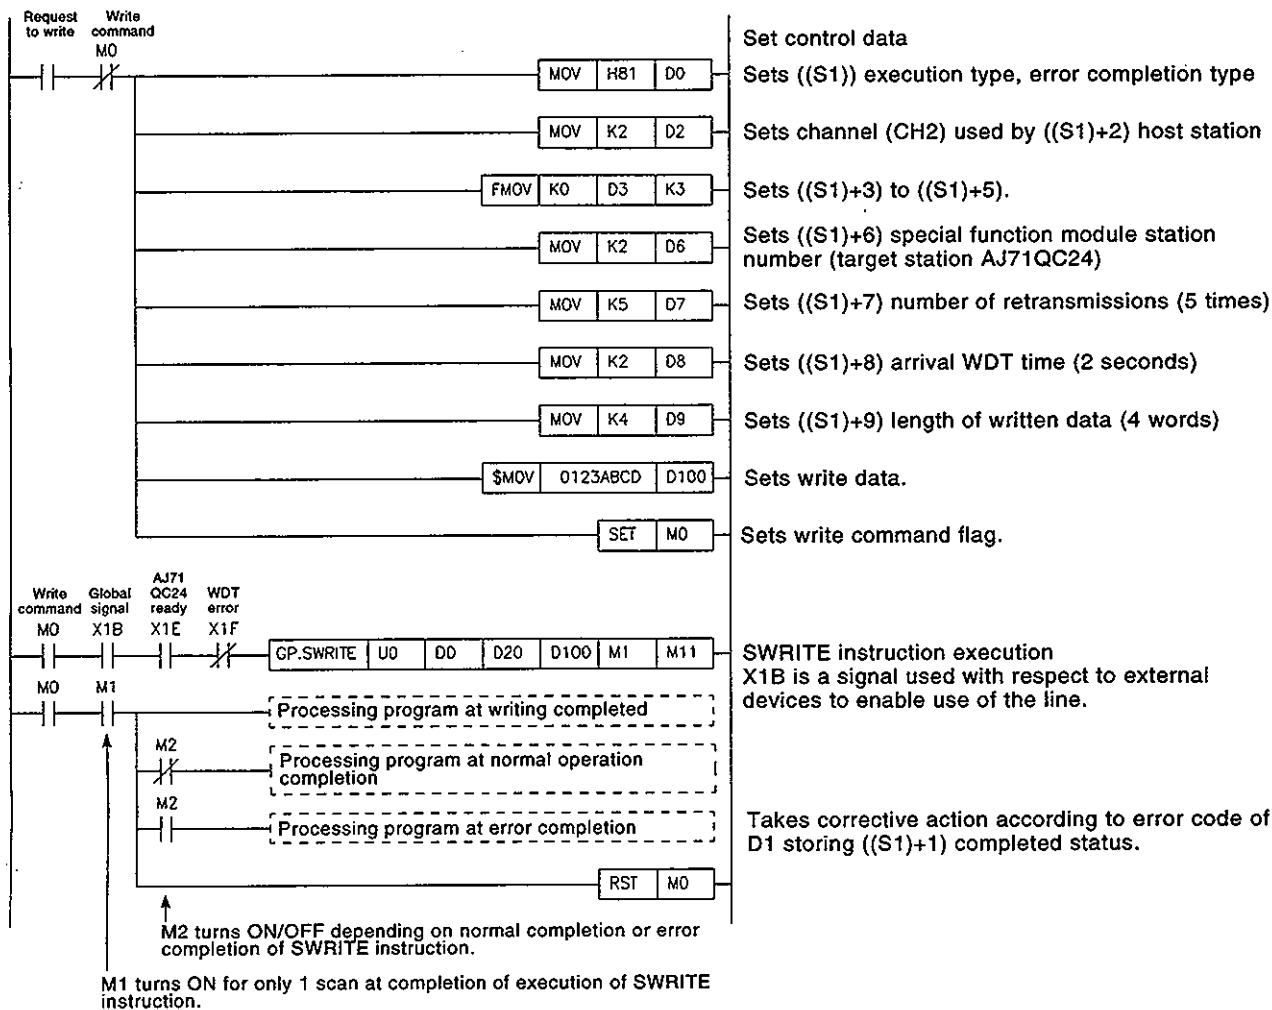 Request Write
to write command
M0
Set control data
MOV H81 D0 Sets ((S1)) execution type, error completion type
MOV K2 D2 Sets channel (CH2) used by ((S1)+2) host station
FMOV K0 D3 K3 Sets ((S1)+3) to ((S1)+5).
MOV K2 D6 Sets ((S1)+6) special function module station
number (target station AJ71QC24)
MOV K5 D7 Sets ((S1)+7) number of retransmissions (5 times)
MOV K2 D8 Sets ((S1)+8) arrival WDT time (2 seconds)
MOV K4 D9 Sets ((S1)+9) length of written data (4 words)
$MOV 0123ABCD D100 Sets write data.
SET M0 Sets write command flag.
AJ71
Write Global QC24 WDT
command signal ready error
M0 X1B X1E X1F
GP.SWRITE U0 D0 D20 D100 M1 M11 SWRITE instruction execution
X1B is a signal used with respect to external
devices to enable use of the line.
M0 M1
Processing program at writing completed
M2
Processing program at normal operation
completion
M2
Processing program at error completion
Takes corrective action according to error code of
D1 storing ((S1)+1) completed status.
RST M0
M2 turns ON/OFF depending on normal completion or error
completion of SWRITE instruction.
M1 turns ON for only 1 scan at completion of execution of SWRITE
instruction.